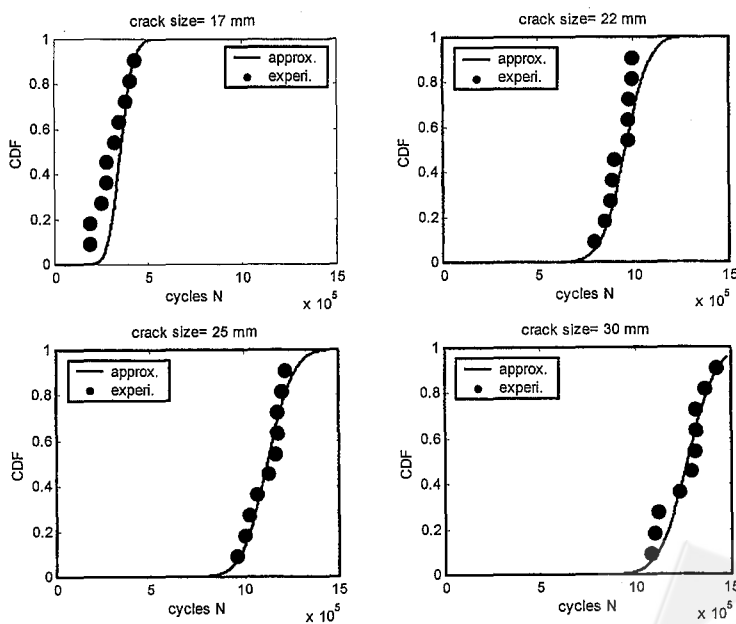 crack size= 17 mm
approx.
experi.
1
0.8
0.6
0.4
0.2
0
CDF
0 5 10 15
cycles N
x 10^5
crack size= 22 mm
approx.
experi.
1
0.8
0.6
0.4
0.2
0
CDF
0 5 10 15
cycles N
x 10^5
crack size= 25 mm
approx.
experi.
1
0.8
0.6
0.4
0.2
0
CDF
0 5 10 15
cycles N
x 10^5
crack size= 30 mm
approx.
experi.
1
0.8
0.6
0.4
0.2
0
CDF
0 5 10 15
cycles N
x 10^5